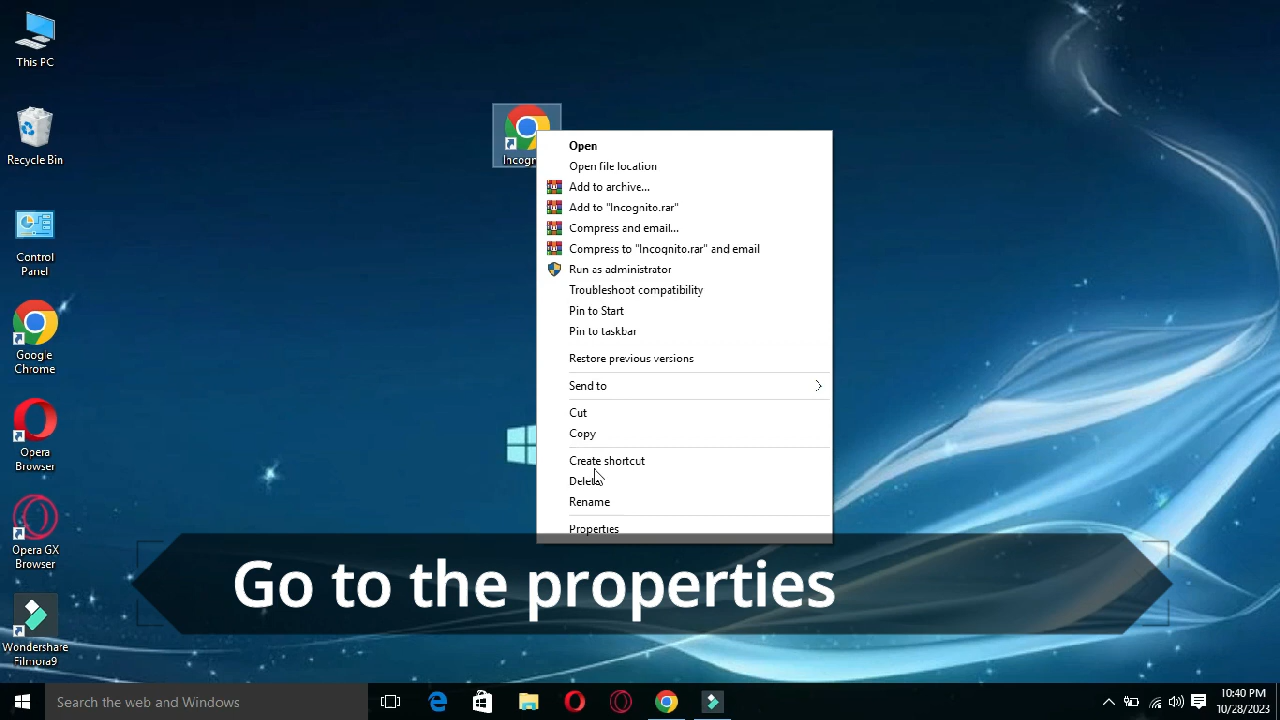 This PC
Recycle Bin
Control
Panel
Google
Chrome
Opera
Browser
Opera GX
Browser
Wondershare
Filmora9
Open
Open file location
Add to archive...
Add to "Incognito.rar"
Compress and email...
Compress to "Incognito.rar" and email
Run as administrator
Troubleshoot compatibility
Pin to Start
Pin to taskbar
Restore previous versions
Send to
Cut
Copy
Create shortcut
Delete
Rename
Properties
Go to the properties
Search the web and Windows
10:40 PM
10/28/2023